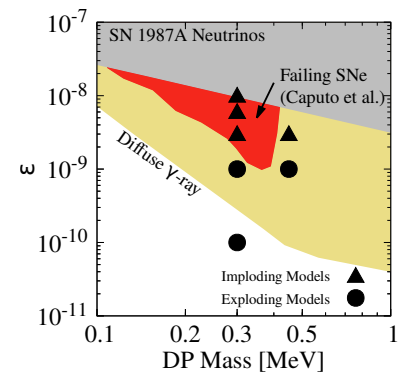 10^-7
SN 1987A Neutrinos
Failing SNe
(Caputo et al.)
10^-8
10^-9
10^-10
10^-11
ε
Diffuse γ-ray
Imploding Models
Exploding Models
0.1 0.2 0.3 0.5 1
DP Mass [MeV]